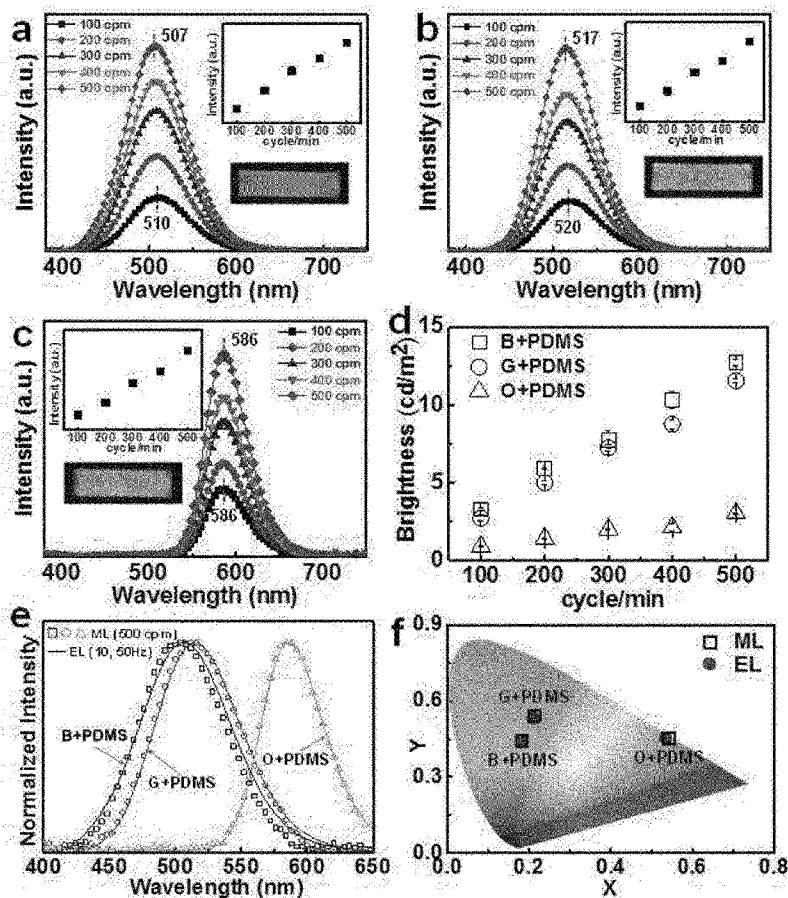 a
100 cpm
200 cpm
300 cpm
400 cpm
500 cpm
507
510
Intensity (a.u.)
100 200 300 400 500
cycle/min
Intensity (a.u.)
400 500 600 700
Wavelength (nm)
b
100 cpm
200 cpm
300 cpm
400 cpm
500 cpm
517
520
Intensity (a.u.)
100 200 300 400 500
cycle/min
Intensity (a.u.)
400 500 600 700
Wavelength (nm)
c
Intensity (a.u.)
100 200 300 400 500
cycle/min
586
586
100 cpm
200 cpm
300 cpm
400 cpm
500 cpm
Intensity (a.u.)
400 500 600 700
Wavelength (nm)
d
B+PDMS
G+PDMS
O+PDMS
Brightness (cd/m²)
15
10
5
0
100 200 300 400 500
cycle/min
e
ML (500 cpm)
EL (10, 50Hz)
B+PDMS
G+PDMS
O+PDMS
Normalized Intensity
400 450 500 550 600 650
Wavelength (nm)
f
ML
EL
G+PDMS
B+PDMS
O+PDMS
Y
0.9
0.6
0.3
0.0
0.0 0.2 0.4 0.6 0.8
X